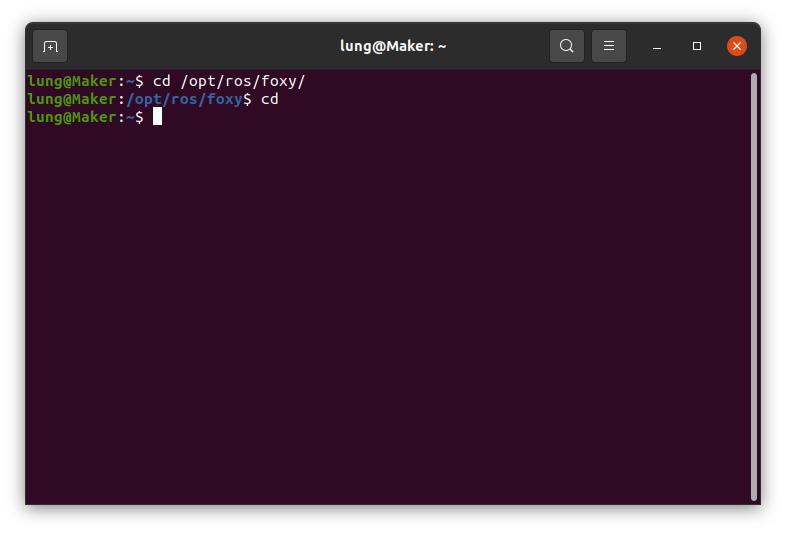 lung@Maker: ~
lung@Maker:~$ cd /opt/ros/foxy/
lung@Maker:/opt/ros/foxy$ cd
lung@Maker:~$